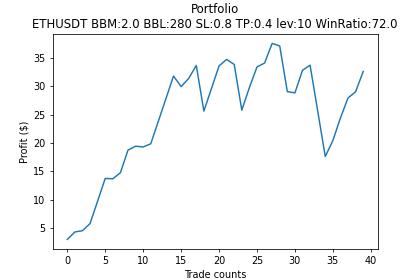 Portfolio
ETHUSDT BBM:2.0 BBL:280 SL:0.8 TP:0.4 lev:10 WinRatio:72.0
Profit ($)
35
30
25
20
15
10
5
0 5 10 15 20 25 30 35 40
Trade counts